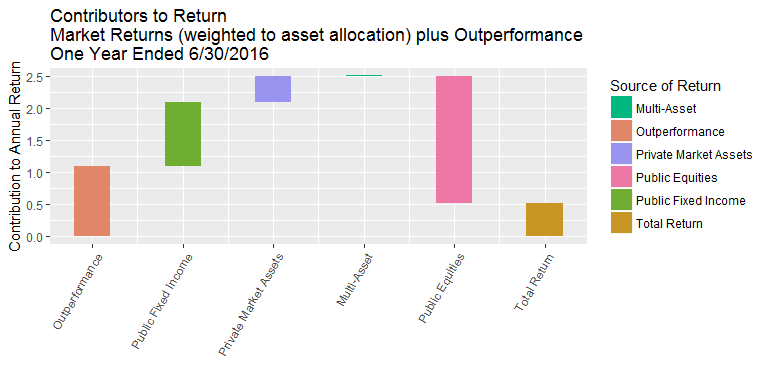 Contributors to Return
Market Returns (weighted to asset allocation) plus Outperformance
One Year Ended 6/30/2016
Contribution to Annual Return
2.5
2.0
1.5
1.0
0.5
0.0
Outperformance
Public Fixed Income
Private Market Assets
Multi-Asset
Public Equities
Total Return
Source of Return
Multi-Asset
Outperformance
Private Market Assets
Public Equities
Public Fixed Income
Total Return